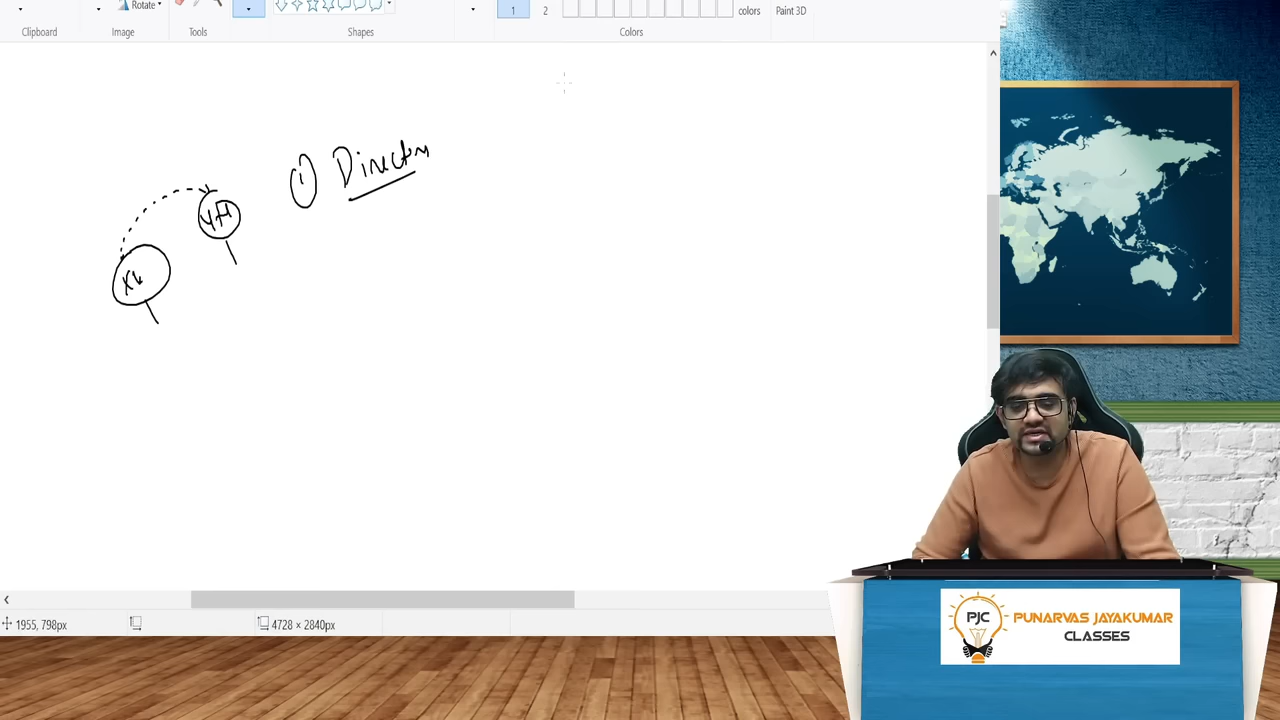 Rotate
1
2
colors
Paint 3D
Clipboard
Image
Tools
Shapes
Colors
① Direction
1955, 798px
4728 × 2840px
PJC
PUNARVAS JAYAKUMAR
CLASSES